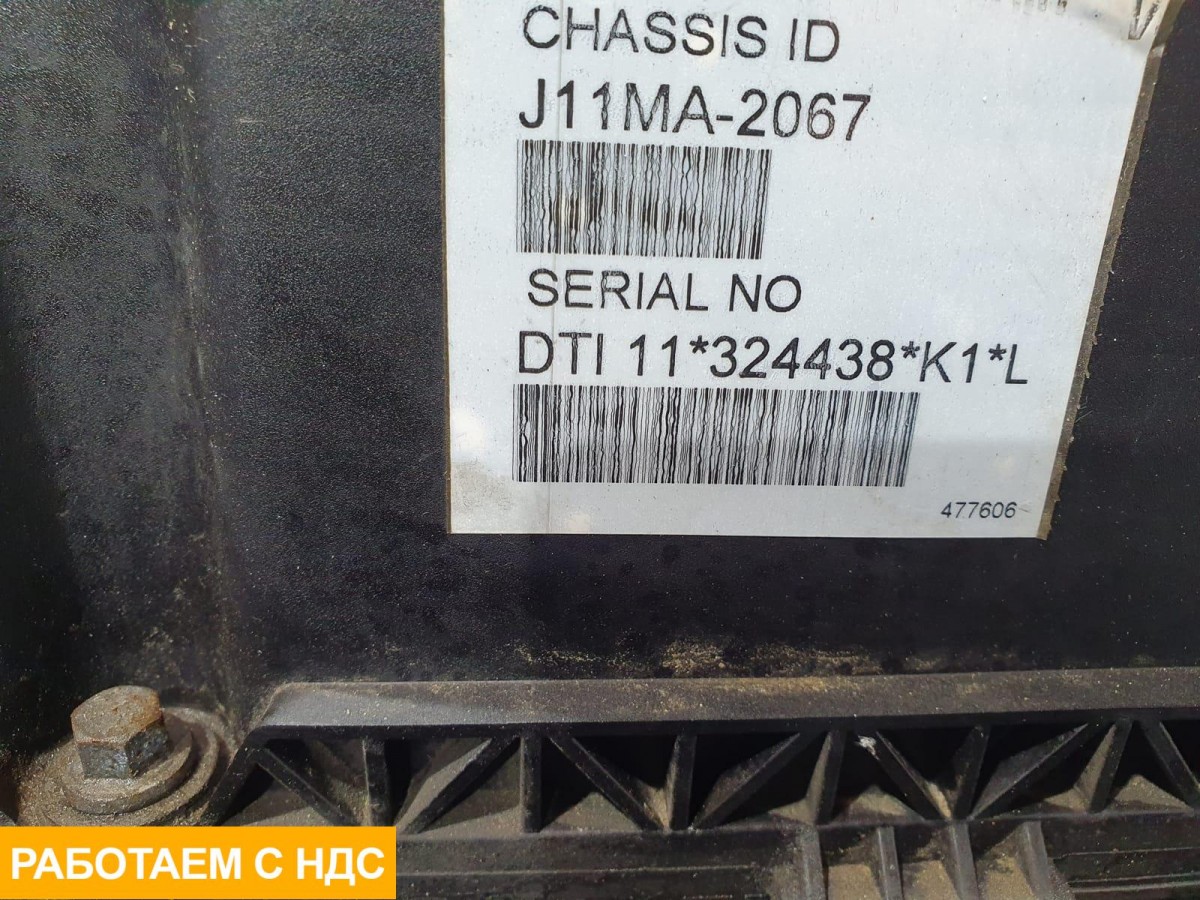 CHASSIS ID
J11MA-2067
SERIAL NO
DTI 11*324438*K1*L
477606
РАБОТАЕМ С НДС